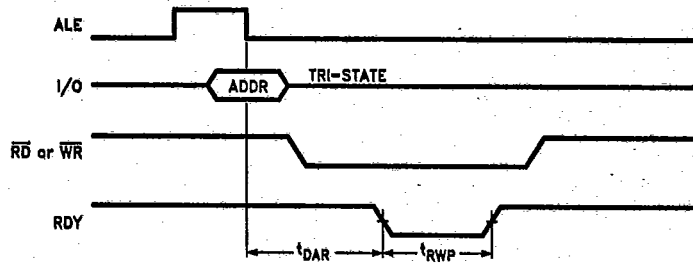 ALE
I/O
ADDR
TRI-STATE
RD or WR
RDY
tDAR
tRWP